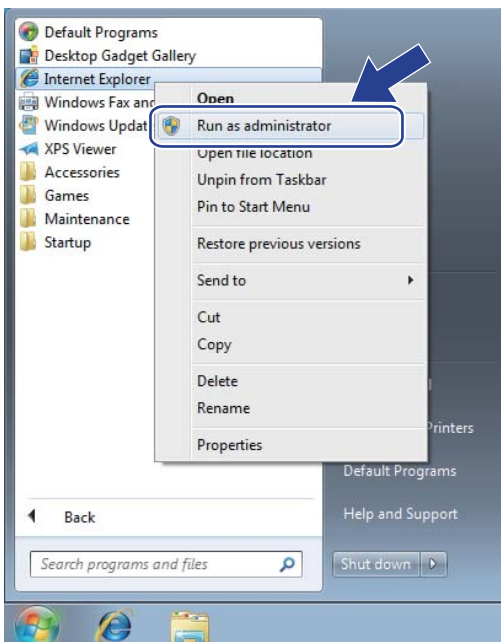 Default Programs
Desktop Gadget Gallery
Internet Explorer
Windows Fax and
Windows Updat
XPS Viewer
Accessories
Games
Maintenance
Startup
Back
Search programs and files
Open
Run as administrator
Open file location
Unpin from Taskbar
Pin to Start Menu
Restore previous versions
Send to
Cut
Copy
Delete
Rename
Properties
Printers
Default Programs
Help and Support
Shut down